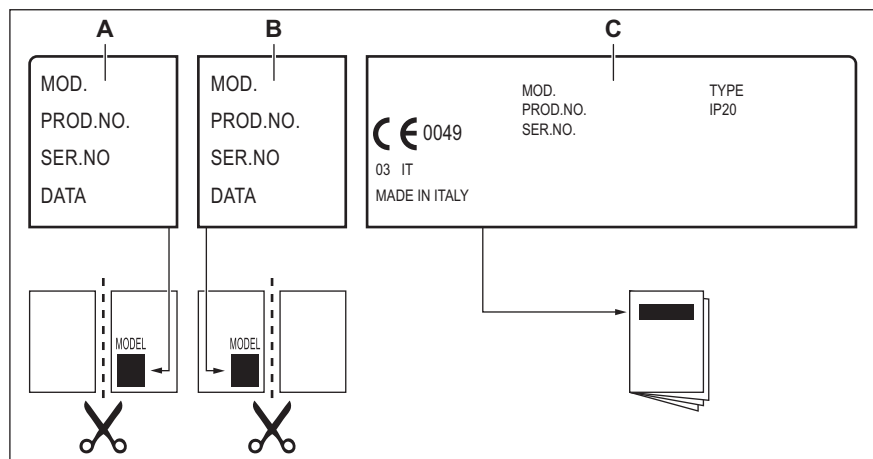 A
B
C
MOD.
PROD.NO.
SER.NO
DATA
MOD.
PROD.NO.
SER.NO
DATA
MOD.
PROD.NO.
SER.NO.
TYPE
IP20
CE 0049
03 IT
MADE IN ITALY
MODEL
MODEL